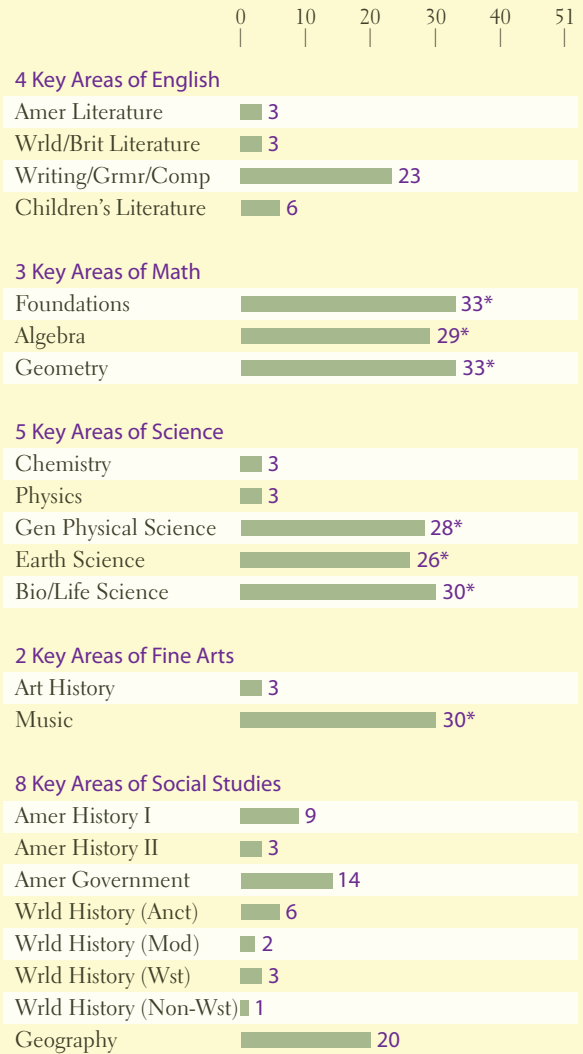 0 10 20 30 40 51
4 Key Areas of English
Amer Literature 3
Wrld/Brit Literature 3
Writing/Grmr/Comp 23
Children’s Literature 6
3 Key Areas of Math
Foundations 33*
Algebra 29*
Geometry 33*
5 Key Areas of Science
Chemistry 3
Physics 3
Gen Physical Science 28*
Earth Science 26*
Bio/Life Science 30*
2 Key Areas of Fine Arts
Art History 3
Music 30*
8 Key Areas of Social Studies
Amer History I 9
Amer History II 3
Amer Government 14
Wrld History (Anct) 6
Wrld History (Mod) 2
Wrld History (Wst) 3
Wrld History (Non-Wst) 1
Geography 20